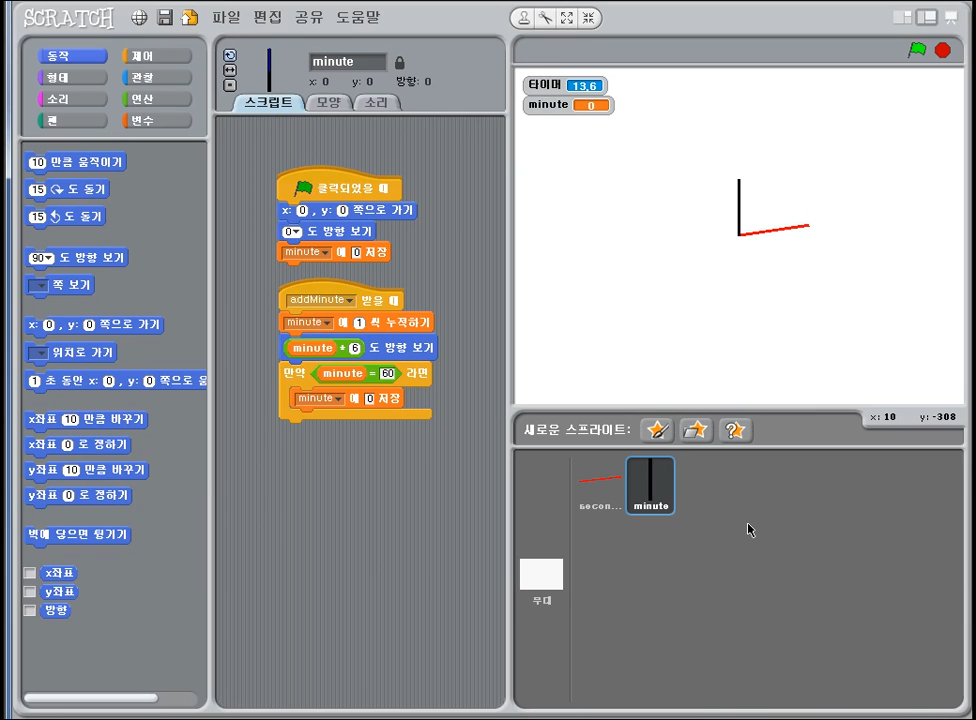 SCRATCH 파일 편집 공유 도움말
동작 제어
형태 관찰
소리 연산
펜 변수
10 만큼 움직이기
15 도 돌기
15 도 돌기
90 도 방향 보기
쪽 보기
x: 0 , y: 0 쪽으로 가기
위치로 가기
1 초 동안 x: 0 , y: 0 쪽으로 움
x좌표 10 만큼 바꾸기
x좌표 0 로 정하기
y좌표 10 만큼 바꾸기
y좌표 0 로 정하기
벽에 닿으면 튕기기
x좌표
y좌표
방향
minute
x: 0 y: 0 방향: 0
스크립트 모양 소리
클릭되었을 때
x: 0 , y: 0 쪽으로 가기
0 도 방향 보기
minute 에 0 저장
addMinute 받을 때
minute 에 1 씩 누적하기
minute * 6 도 방향 보기
만약 minute = 60 라면
minute 에 0 저장
타이머 13,6
minute 0
x: 10 y: -308
새로운 스프라이트:
secon... minute
무대